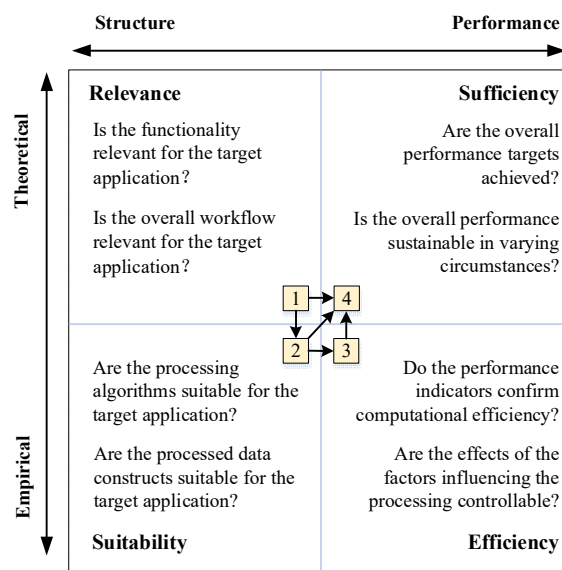 Structure
Performance
Theoretical
Empirical
Relevance
Is the functionality
relevant for the target
application?
Is the overall workflow
relevant for the target
application?
Sufficiency
Are the overall
performance targets
achieved?
Is the overall performance
sustainable in varying
circumstances?
1
4
2
3
Are the processing
algorithms suitable for the
target application?
Are the processed data
constructs suitable for the
target application?
Suitability
Do the performance
indicators confirm
computational efficiency?
Are the effects of the
factors influencing the
processing controllable?
Efficiency